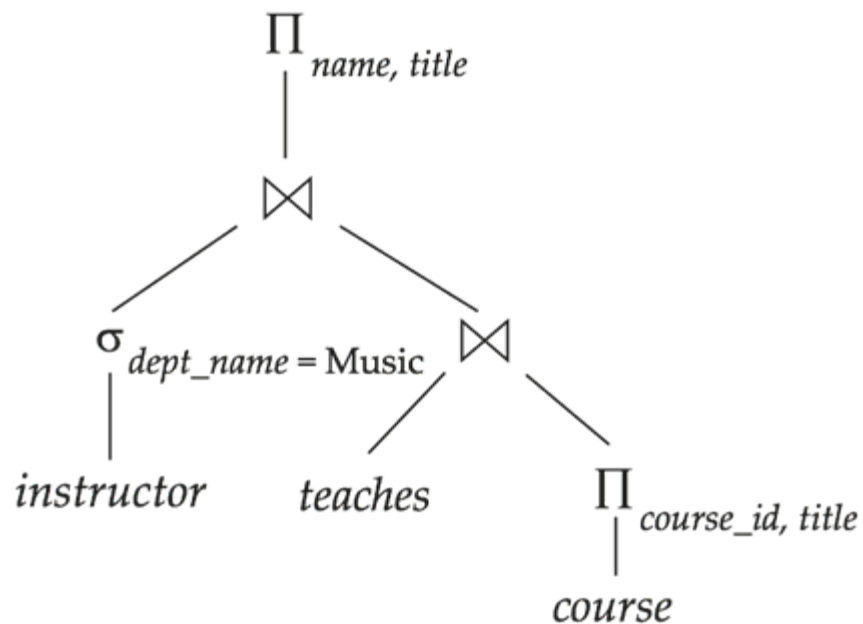 Π name, title
⋈
σ dept_name = Music ⋈
instructor teaches Π course_id, title
course